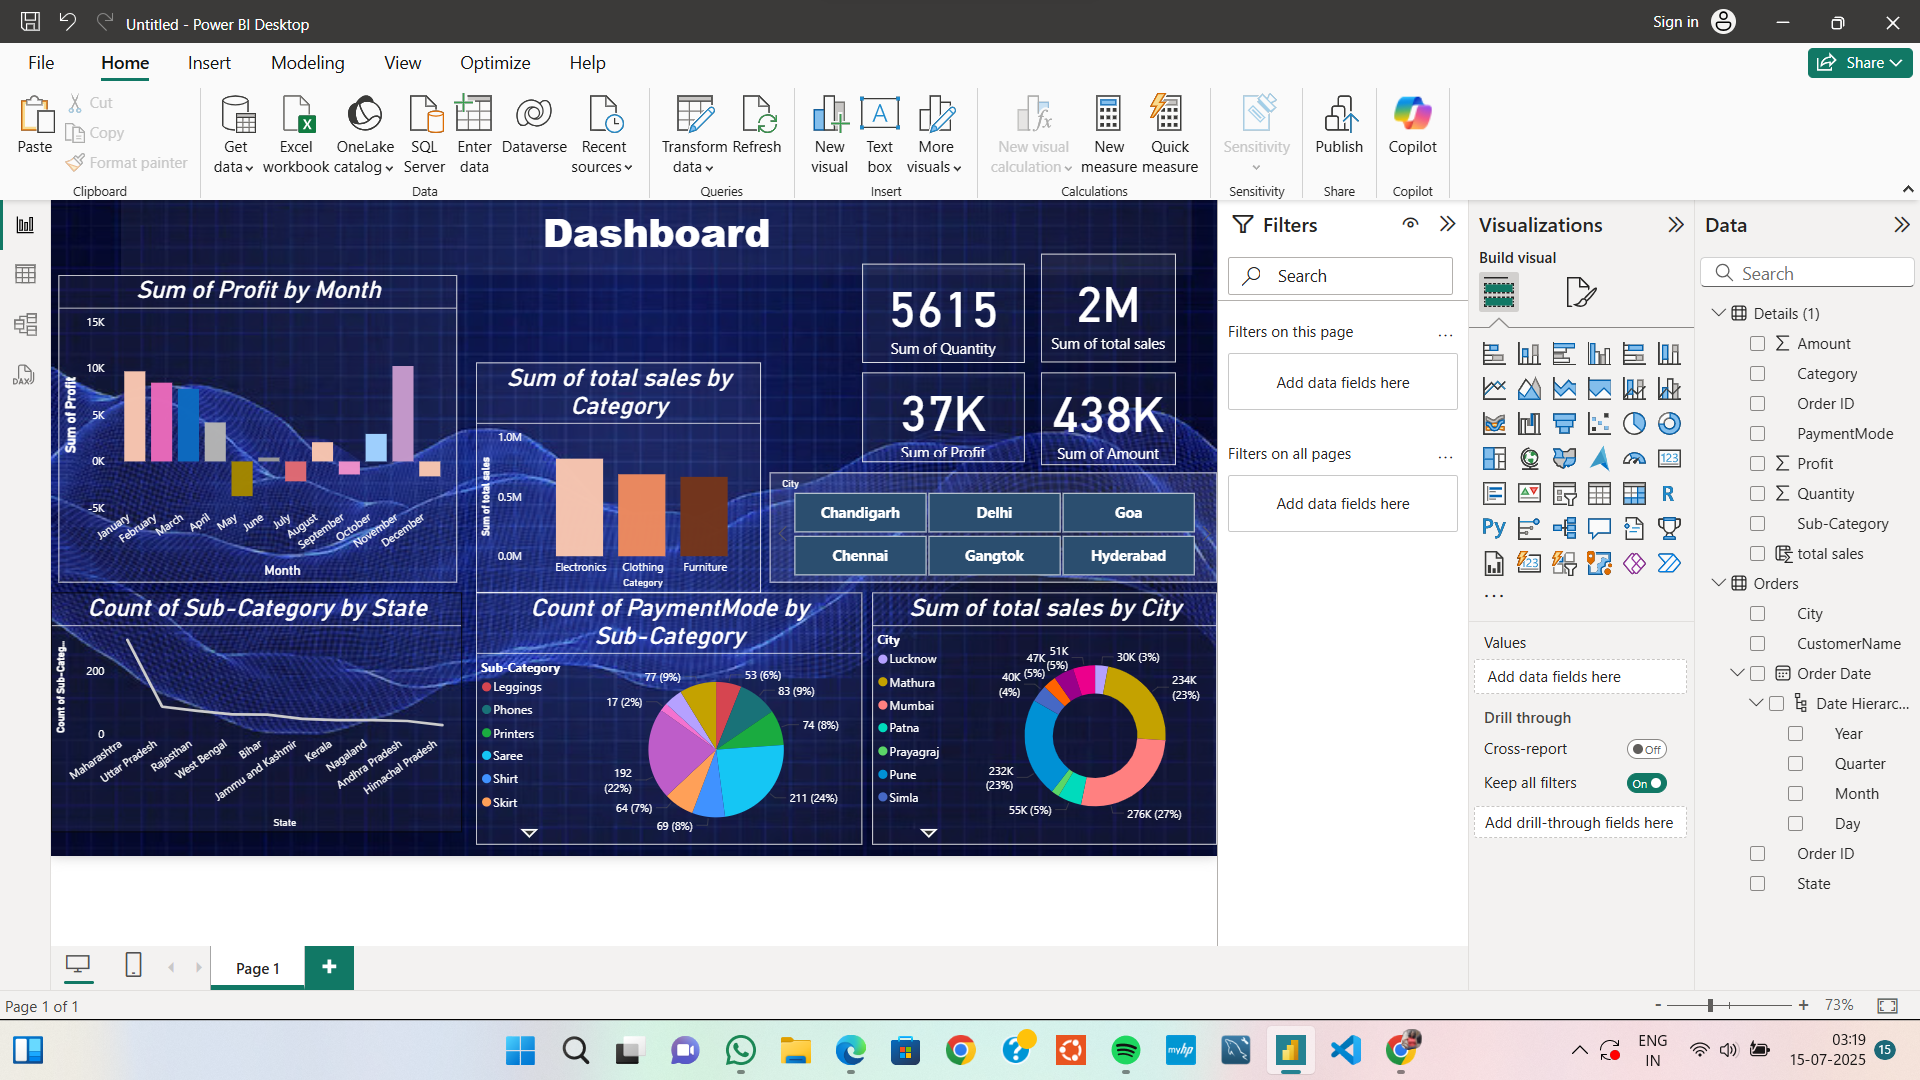 Untitled - Power BI Desktop
Sign in
File Home Insert Modeling View Optimize Help
Share
Paste
Cut
Copy
Format painter
Clipboard
Get data
Excel workbook
OneLake catalog
SQL Server
Enter data
Dataverse
Recent sources
Data
Transform data
Refresh
Queries
New visual
Text box
More visuals
Insert
New visual calculation
New measure
Quick measure
Calculations
Sensitivity
Sensitivity
Publish
Share
Copilot
Copilot
Dashboard
Sum of Profit by Month
15K
10K
5K
0K
-5K
Sum of Profit
January
February
March
April
May
June
July
August
September
October
November
December
Month
Sum of total sales by
Category
1.0M
0.5M
0.0M
Sum of total sales
Electronics Clothing Furniture
Category
5615
Sum of Quantity
2M
Sum of total sales
37K
Sum of Profit
438K
Sum of Amount
City
Chandigarh Delhi Goa
Chennai Gangtok Hyderabad
Count of Sub-Category by State
Count of Sub-Categ...
200
0
Maharashtra
Uttar Pradesh
Rajasthan
West Bengal
Bihar
Jammu and Kashmir
Kerala
Nagaland
Andhra Pradesh
Himachal Pradesh
State
Count of PaymentMode by
Sub-Category
Sub-Category
Leggings
Phones
Printers
Saree
Shirt
Skirt
53 (6%)
83 (9%)
74 (8%)
211 (24%)
69 (8%)
64 (7%)
192
(22%)
17 (2%)
77 (9%)
Sum of total sales by City
City
Lucknow
Mathura
Mumbai
Patna
Prayagraj
Pune
Simla
30K (3%)
234K
(23%)
276K (27%)
55K (5%)
232K
(23%)
40K
(4%)
47K
(5%)
51K
(5%)
Filters
Search
Filters on this page
...
Add data fields here
Filters on all pages
...
Add data fields here
Visualizations
Build visual
123
R
Py
123
...
Values
Add data fields here
Drill through
Cross-report
Off
Keep all filters
On
Add drill-through fields here
Data
Search
Details (1)
Amount
Category
Order ID
PaymentMode
Profit
Quantity
Sub-Category
total sales
Orders
City
CustomerName
Order Date
Date Hierarc...
Year
Quarter
Month
Day
Order ID
State
DAX
Page 1
+
Page 1 of 1
- + 73%
myhp
ENG
IN
03:19
15-07-2025
15